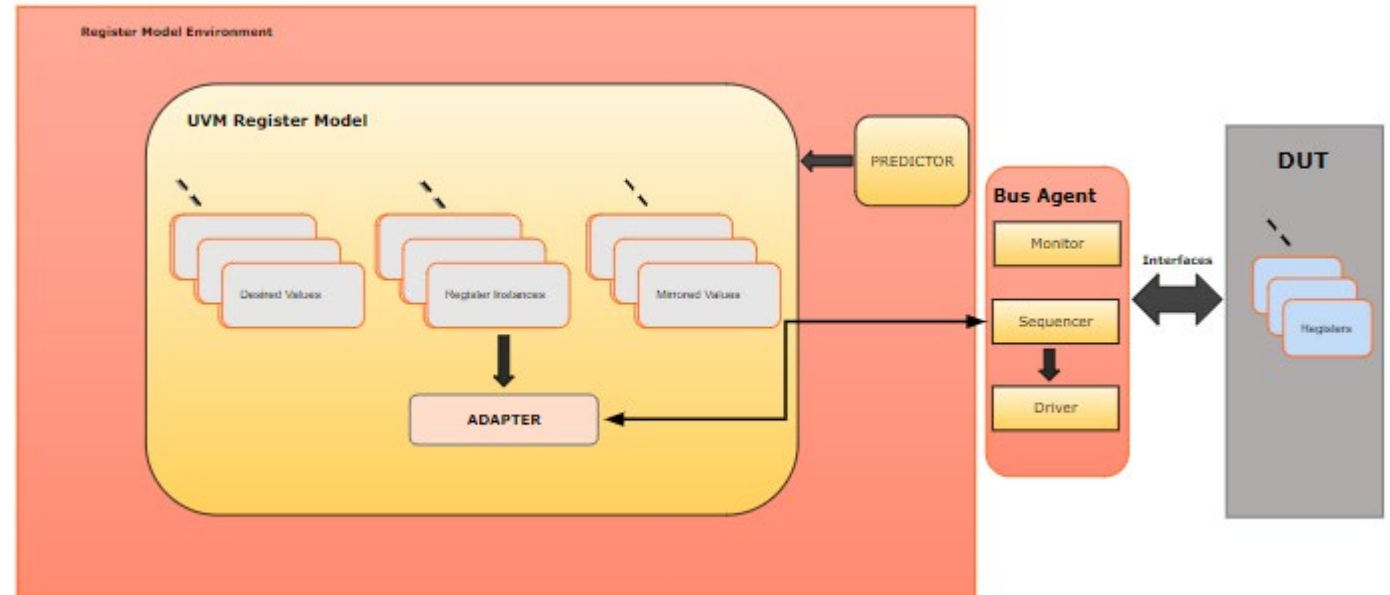 Register Model Environment
UVM Register Model
PREDICTOR
Desired Values
Register Instances
Mirrored Values
ADAPTER
Bus Agent
Monitor
Sequencer
Driver
Interfaces
DUT
Registers